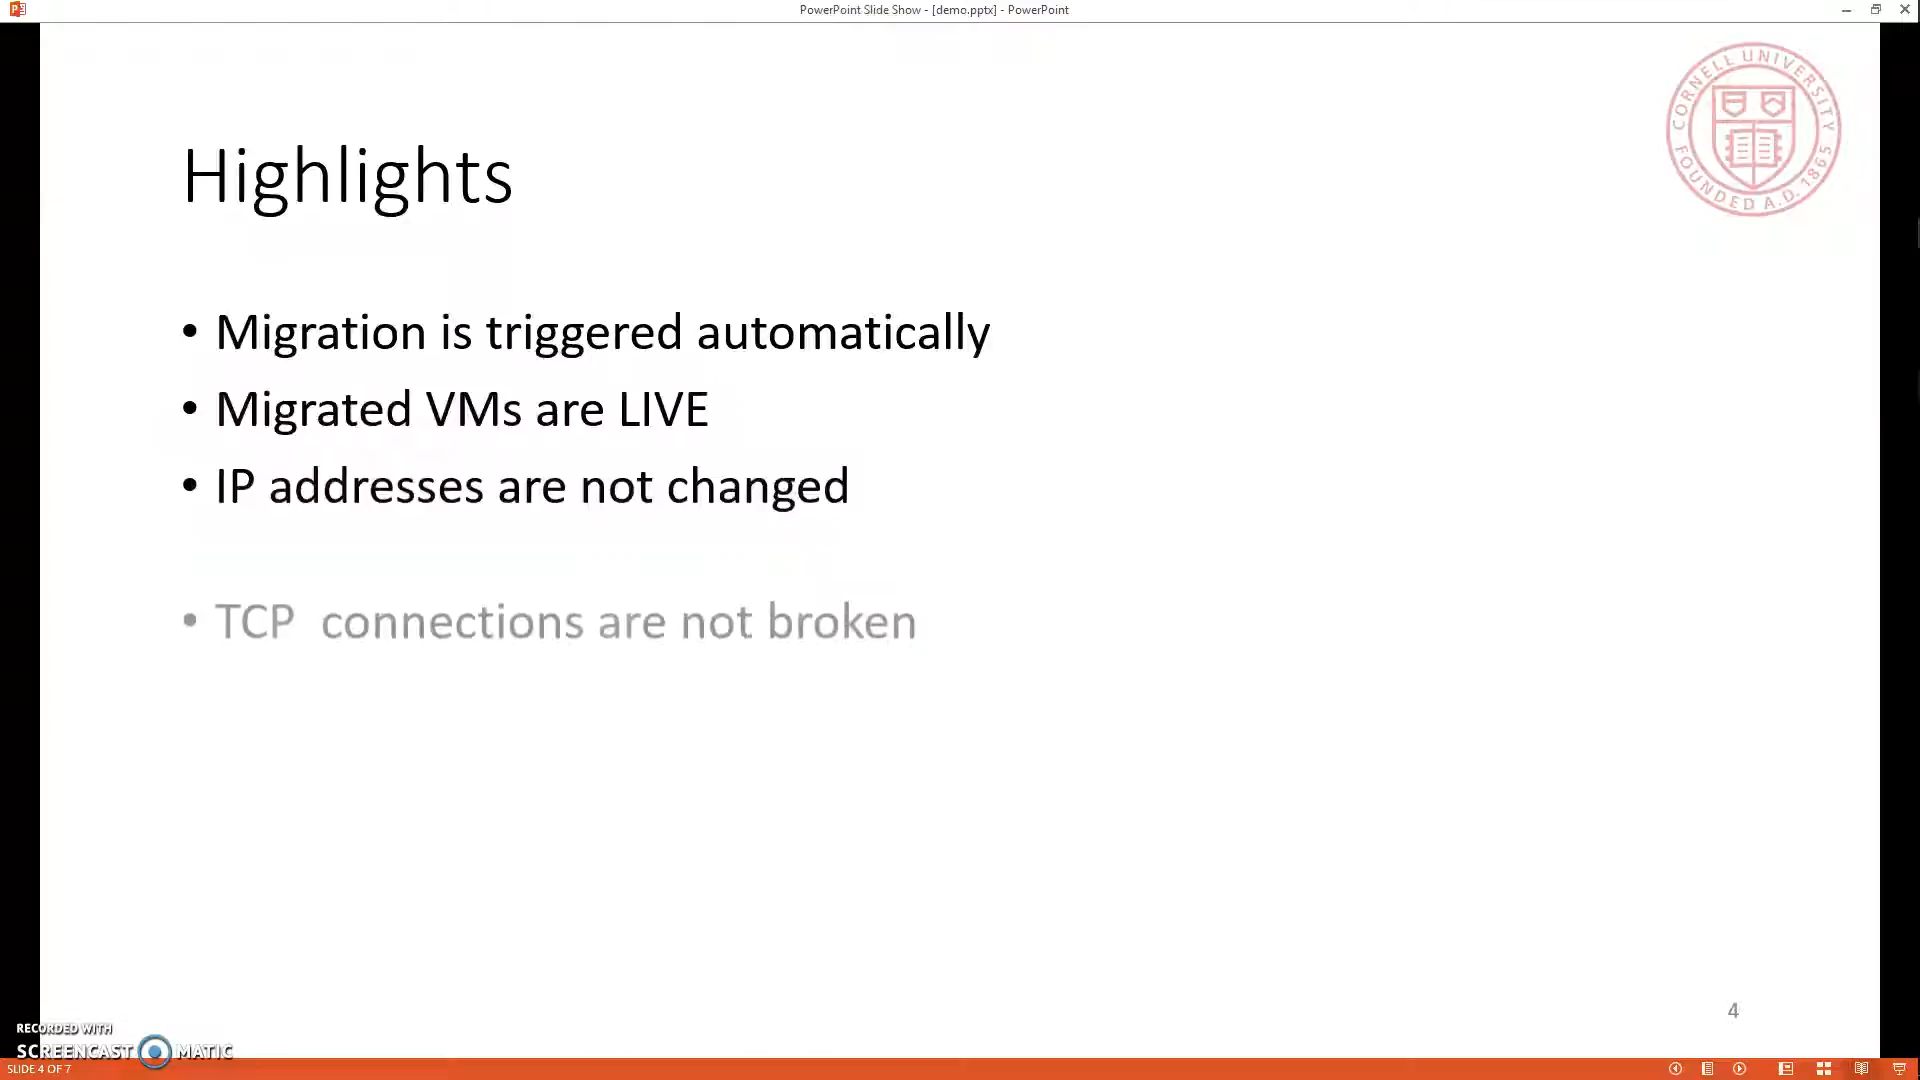 PowerPoint Slide Show - [demo.pptx] - PowerPoint
CORNELL UNIVERSITY
FOUNDED A.D. 1865
Highlights
• Migration is triggered automatically
• Migrated VMs are LIVE
• IP addresses are not changed
• TCP  connections are not broken
4
RECORDED WITH
SCREENCAST MATIC
SLIDE 4 OF 7